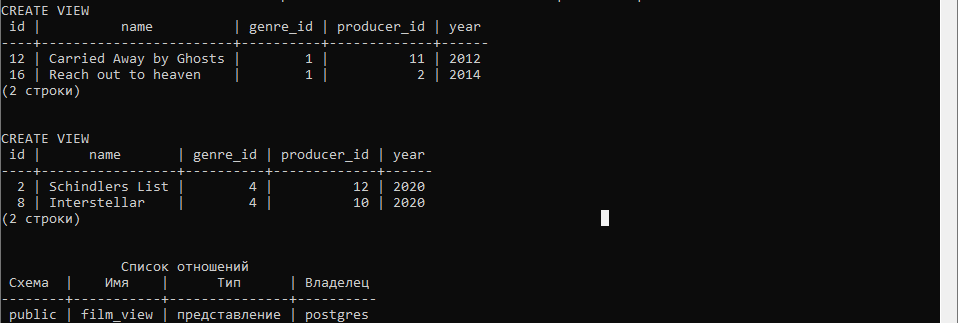 CREATE VIEW
 id |          name          | genre_id | producer_id | year
----+------------------------+----------+-------------+------
 12 | Carried Away by Ghosts |        1 |          11 | 2012
 16 | Reach out to heaven    |        1 |           2 | 2014
(2 строки)
CREATE VIEW
 id |      name       | genre_id | producer_id | year
----+-----------------+----------+-------------+------
  2 | Schindlers List |        4 |          12 | 2020
  8 | Interstellar    |        4 |          10 | 2020
(2 строки)
               Список отношений
 Схема  |    Имя    |      Тип      | Владелец
--------+-----------+---------------+----------
 public | film_view | представление | postgres